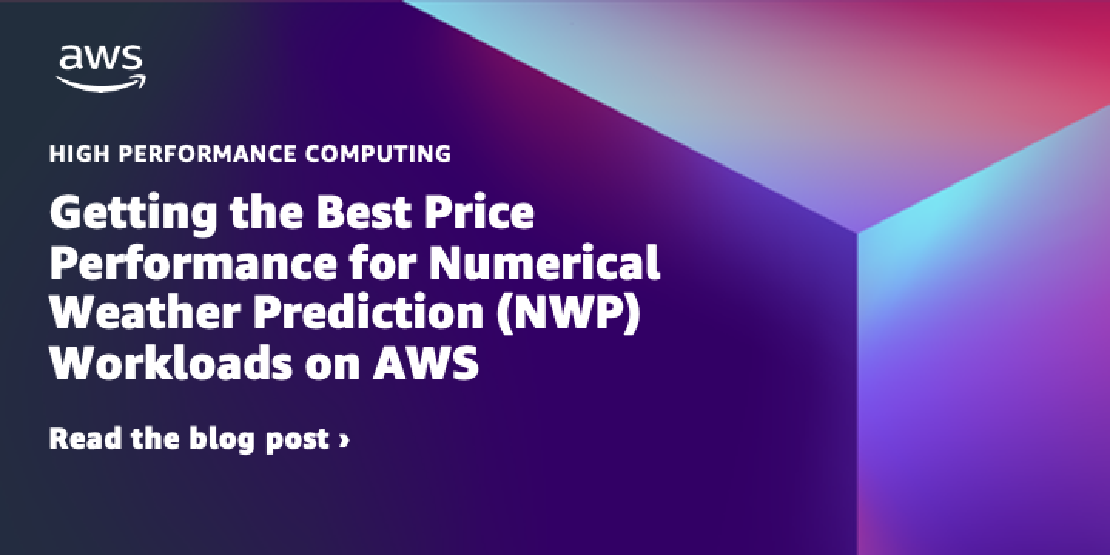 aws
HIGH PERFORMANCE COMPUTING
Getting the Best Price
Performance for Numerical
Weather Prediction (NWP)
Workloads on AWS
Read the blog post ›